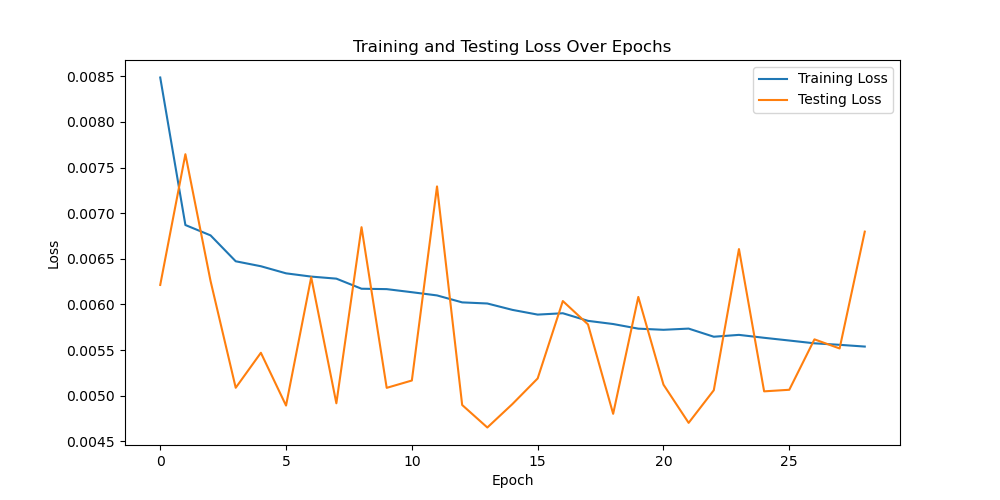 Training and Testing Loss Over Epochs
0.0085
0.0080
0.0075
0.0070
0.0065
0.0060
0.0055
0.0050
0.0045
Loss
Training Loss
Testing Loss
0 5 10 15 20 25
Epoch